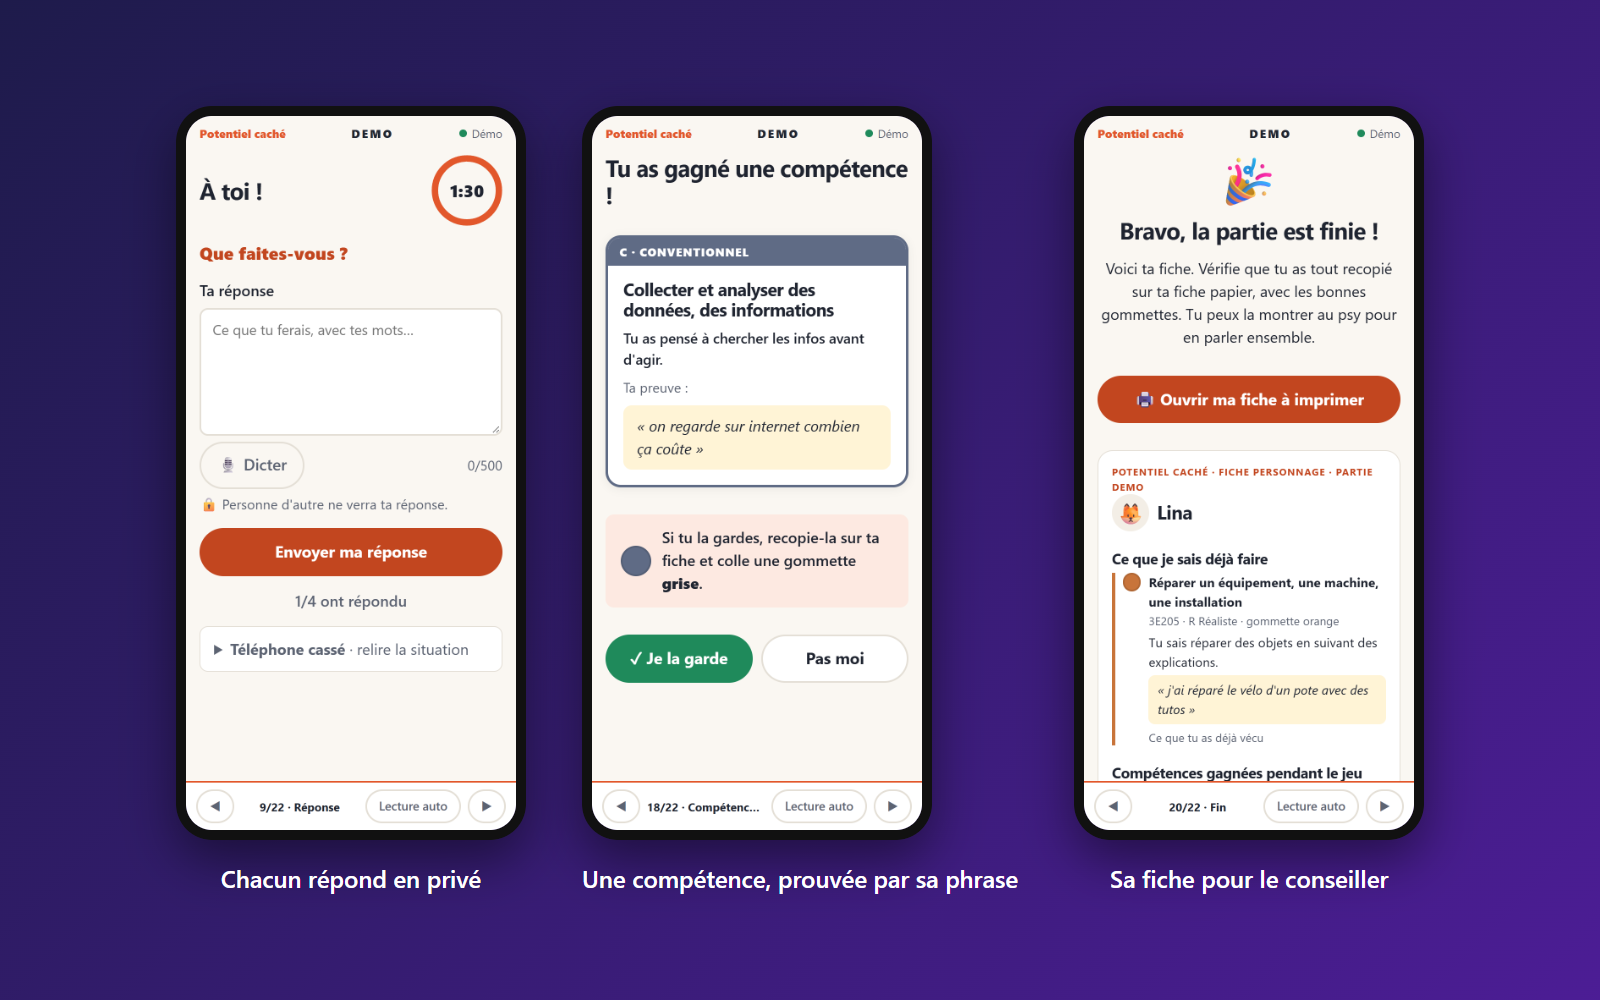 Potentiel caché
DEMO
Démo
À toi !
1:30
Que faites-vous ?
Ta réponse
Ce que tu ferais, avec tes mots...
Dicter
0/500
Personne d'autre ne verra ta réponse.
Envoyer ma réponse
1/4 ont répondu
Téléphone cassé · relire la situation
9/22 · Réponse
Lecture auto
Chacun répond en privé
Potentiel caché
DEMO
Démo
Tu as gagné une compétence
!
C · CONVENTIONNEL
Collecter et analyser des
données, des informations
Tu as pensé à chercher les infos avant
d'agir.
Ta preuve :
« on regarde sur internet combien
ça coûte »
Si tu la gardes, recopie-la sur ta
fiche et colle une gommette
grise.
✓ Je la garde
Pas moi
18/22 · Compétenc...
Lecture auto
Une compétence, prouvée par sa phrase
Potentiel caché
DEMO
Démo
Bravo, la partie est finie !
Voici ta fiche. Vérifie que tu as tout recopié
sur ta fiche papier, avec les bonnes
gommettes. Tu peux la montrer au psy pour
en parler ensemble.
Ouvrir ma fiche à imprimer
POTENTIEL CACHÉ · FICHE PERSONNAGE · PARTIE
DEMO
Lina
Ce que je sais déjà faire
Réparer un équipement, une machine,
une installation
3E205 · R Réaliste · gommette orange
Tu sais réparer des objets en suivant des
explications.
« j'ai réparé le vélo d'un pote avec des
tutos »
Ce que tu as déjà vécu
Compétences gagnées pendant le jeu
20/22 · Fin
Lecture auto
Sa fiche pour le conseiller